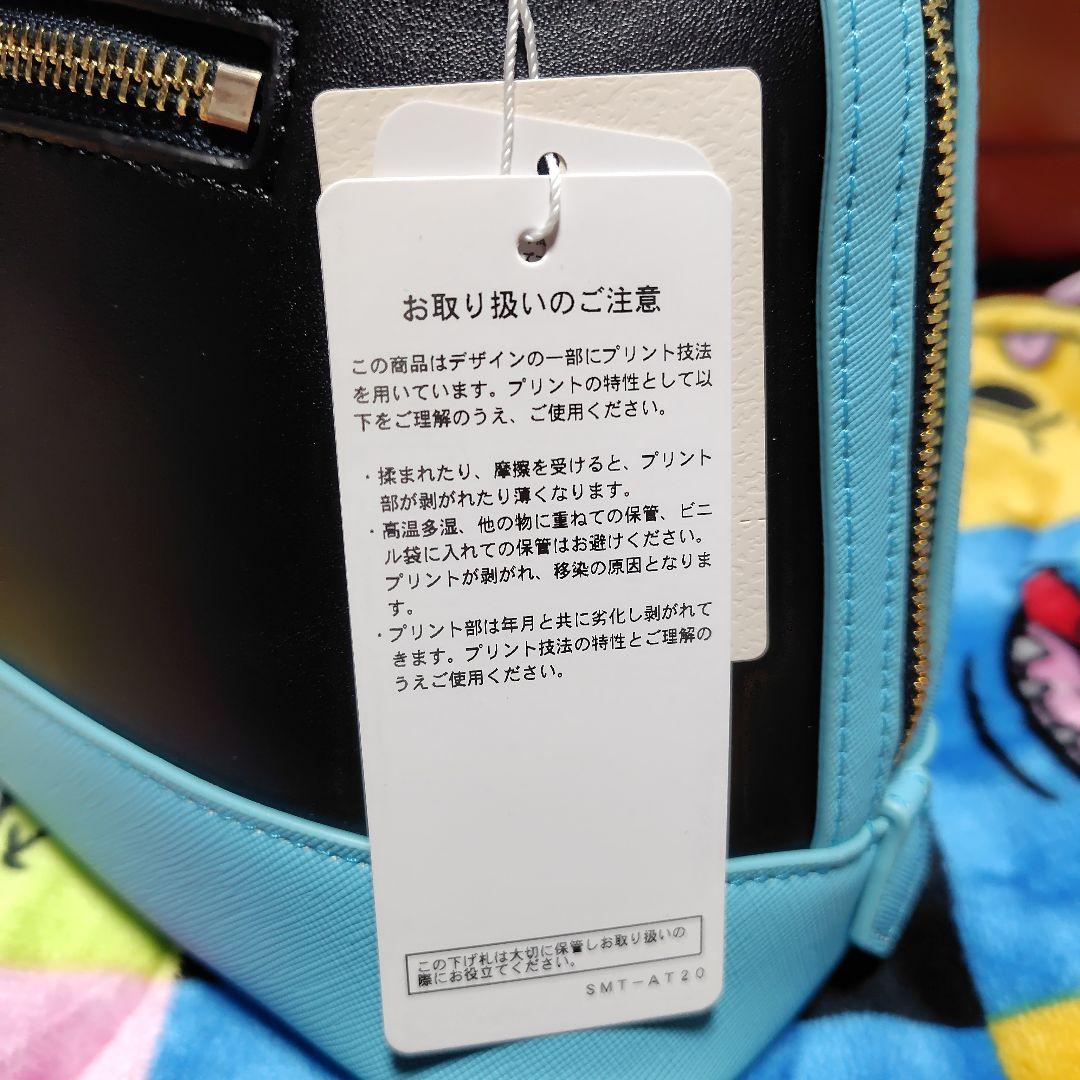 お取り扱いのご注意
この商品はデザインの一部にプリント技法
を用いています。プリントの特性として以
下をご理解のうえ、ご使用ください。
・揉まれたり、摩擦を受けると、プリント
部が剥がれたり薄くなります。
・高温多湿、他の物に重ねての保管、ビニ
ル袋に入れての保管はお避けください。
プリントが剥がれ、移染の原因となりま
す。
・プリント部は年月と共に劣化し剥がれて
きます。プリント技法の特性とご理解の
うえご使用ください。
この下げ札は大切に保管しお取り扱いの
際にお役立てください。
SMT-AT20